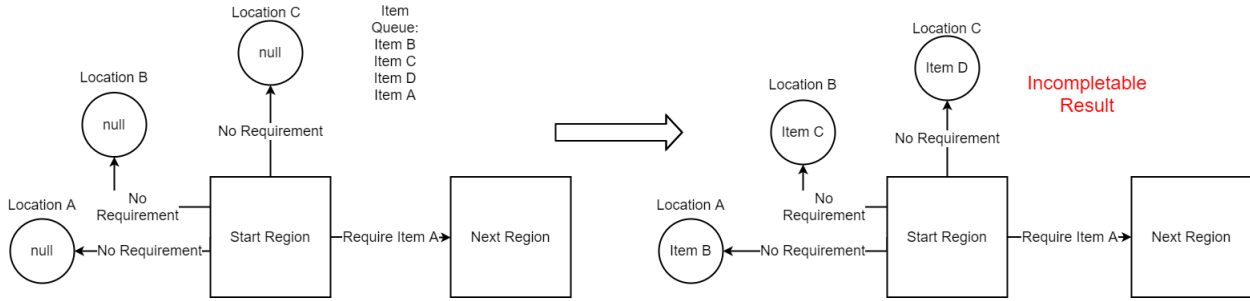 Location C
null
Item
Queue:
Item B
Item C
Item D
Item A
Location B
null
No Requirement
Location A
null
No
Requirement
No Requirement
Start Region
Require Item A
Next Region
Location C
Item D
Incompletable
Result
Location B
Item C
No Requirement
Location A
Item B
No
Requirement
No Requirement
Start Region
Require Item A
Next Region